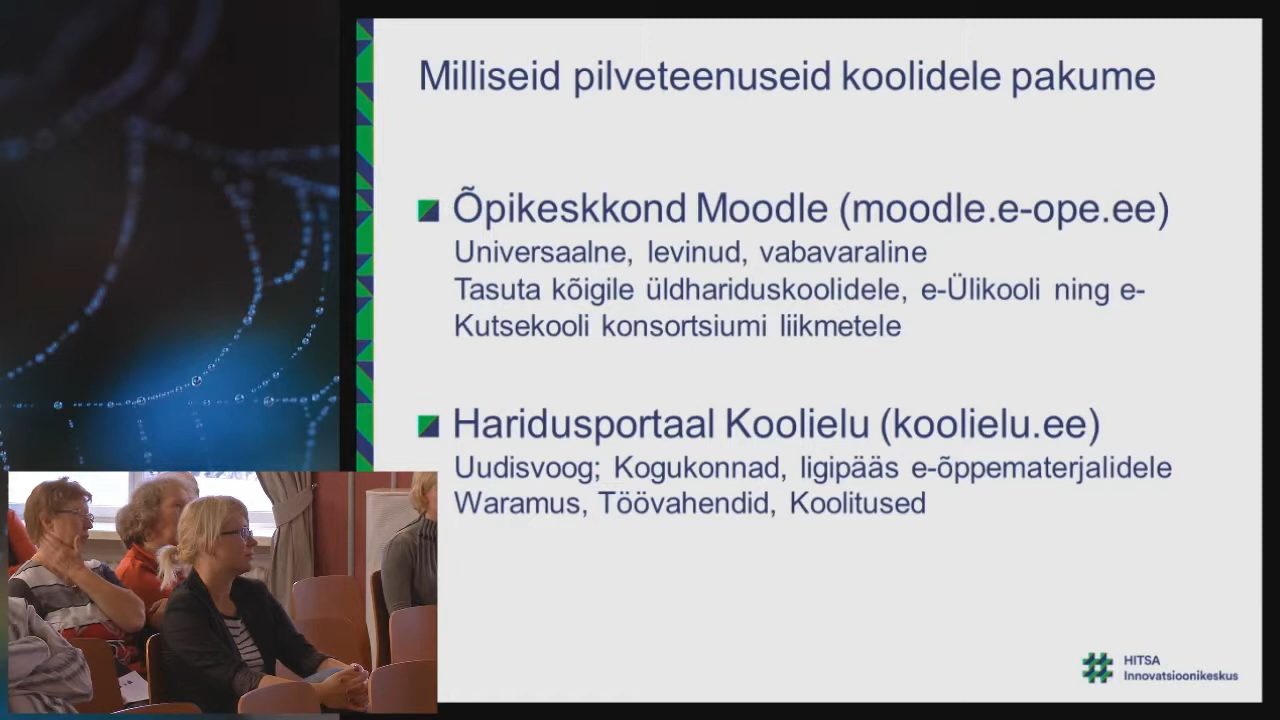 Milliseid pilveteenuseid koolidele pakume
Õpikeskkond Moodle (moodle.e-ope.ee)
Universaalne, levinud, vabavaraline
Tasuta kõigile üldhariduskoolidele, e-Ülikooli ning e-
Kutsekooli konsortsiumi liikmetele
Haridusportaal Koolielu (koolielu.ee)
Uudisvoog; Kogukonnad, ligipääs e-õppematerjalidele
Waramus, Töövahendid, Koolitused
HITSA
Innovatsioonikeskus